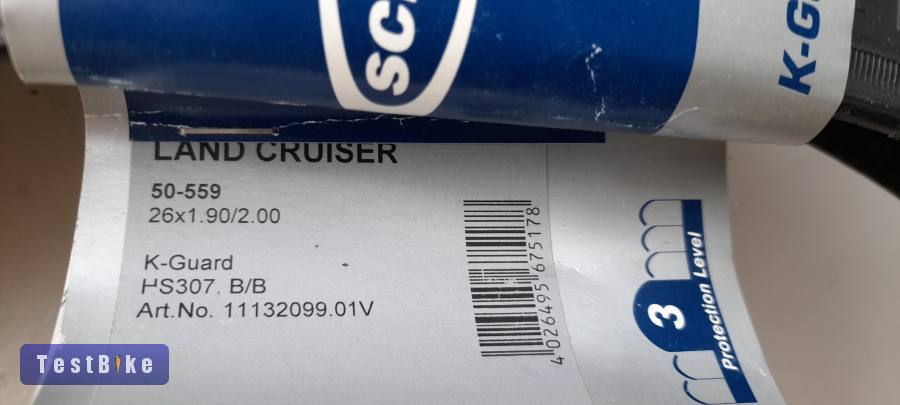 SC
K-G
LAND CRUISER
50-559
26x1.90/2.00
K-Guard
HS307, B/B
Art.No. 11132099.01V
4026495675178
3
Protection Level
TestBike